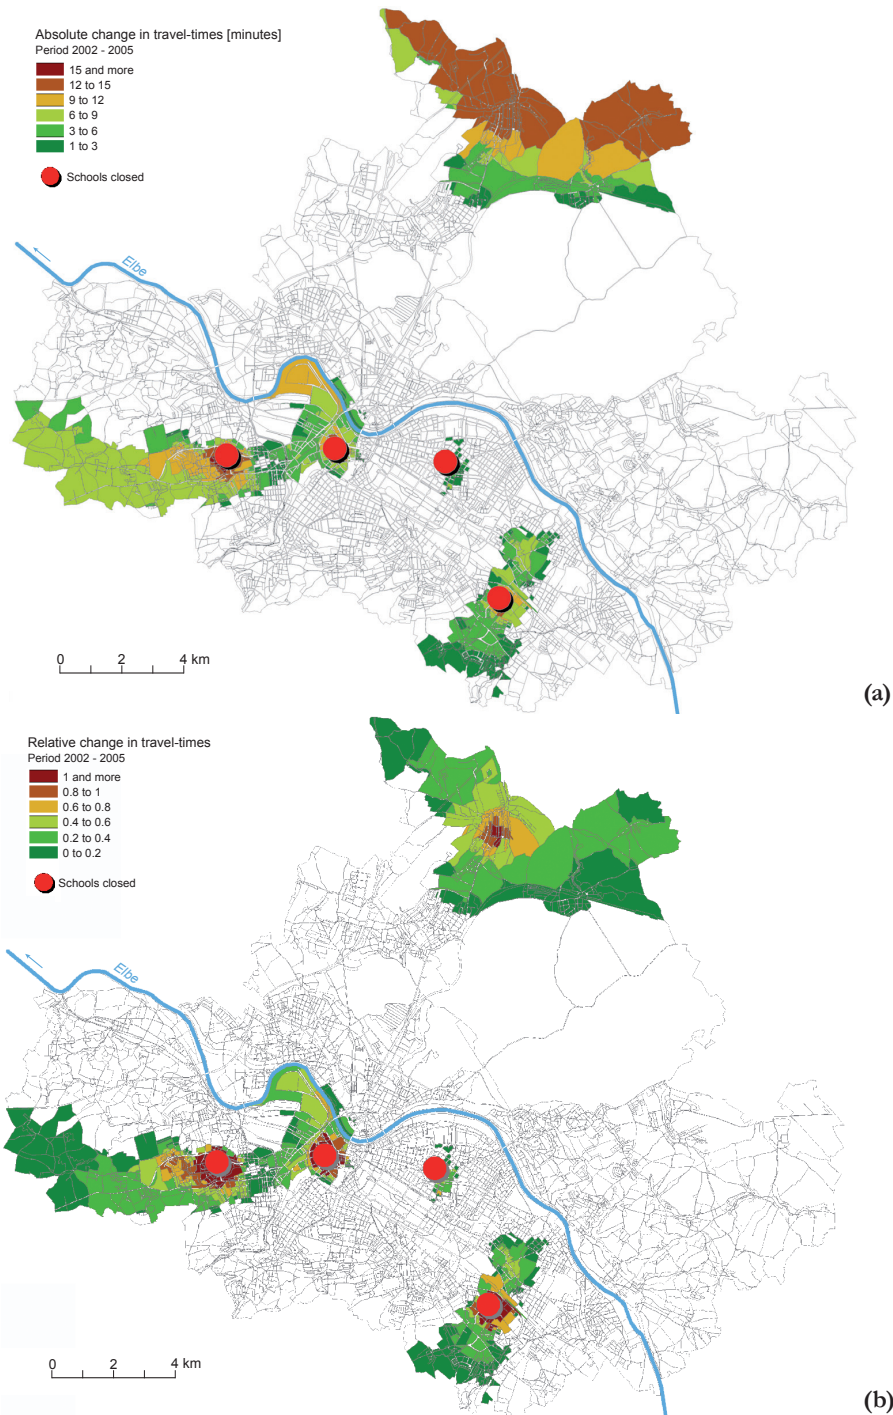 Absolute change in travel-times [minutes]
Period 2002 - 2005
15 and more
12 to 15
9 to 12
6 to 9
3 to 6
1 to 3
Schools closed
Elbe
0 2 4 km
(a)
Relative change in travel-times
Period 2002 - 2005
1 and more
0.8 to 1
0.6 to 0.8
0.4 to 0.6
0.2 to 0.4
0 to 0.2
Schools closed
Elbe
0 2 4 km
(b)